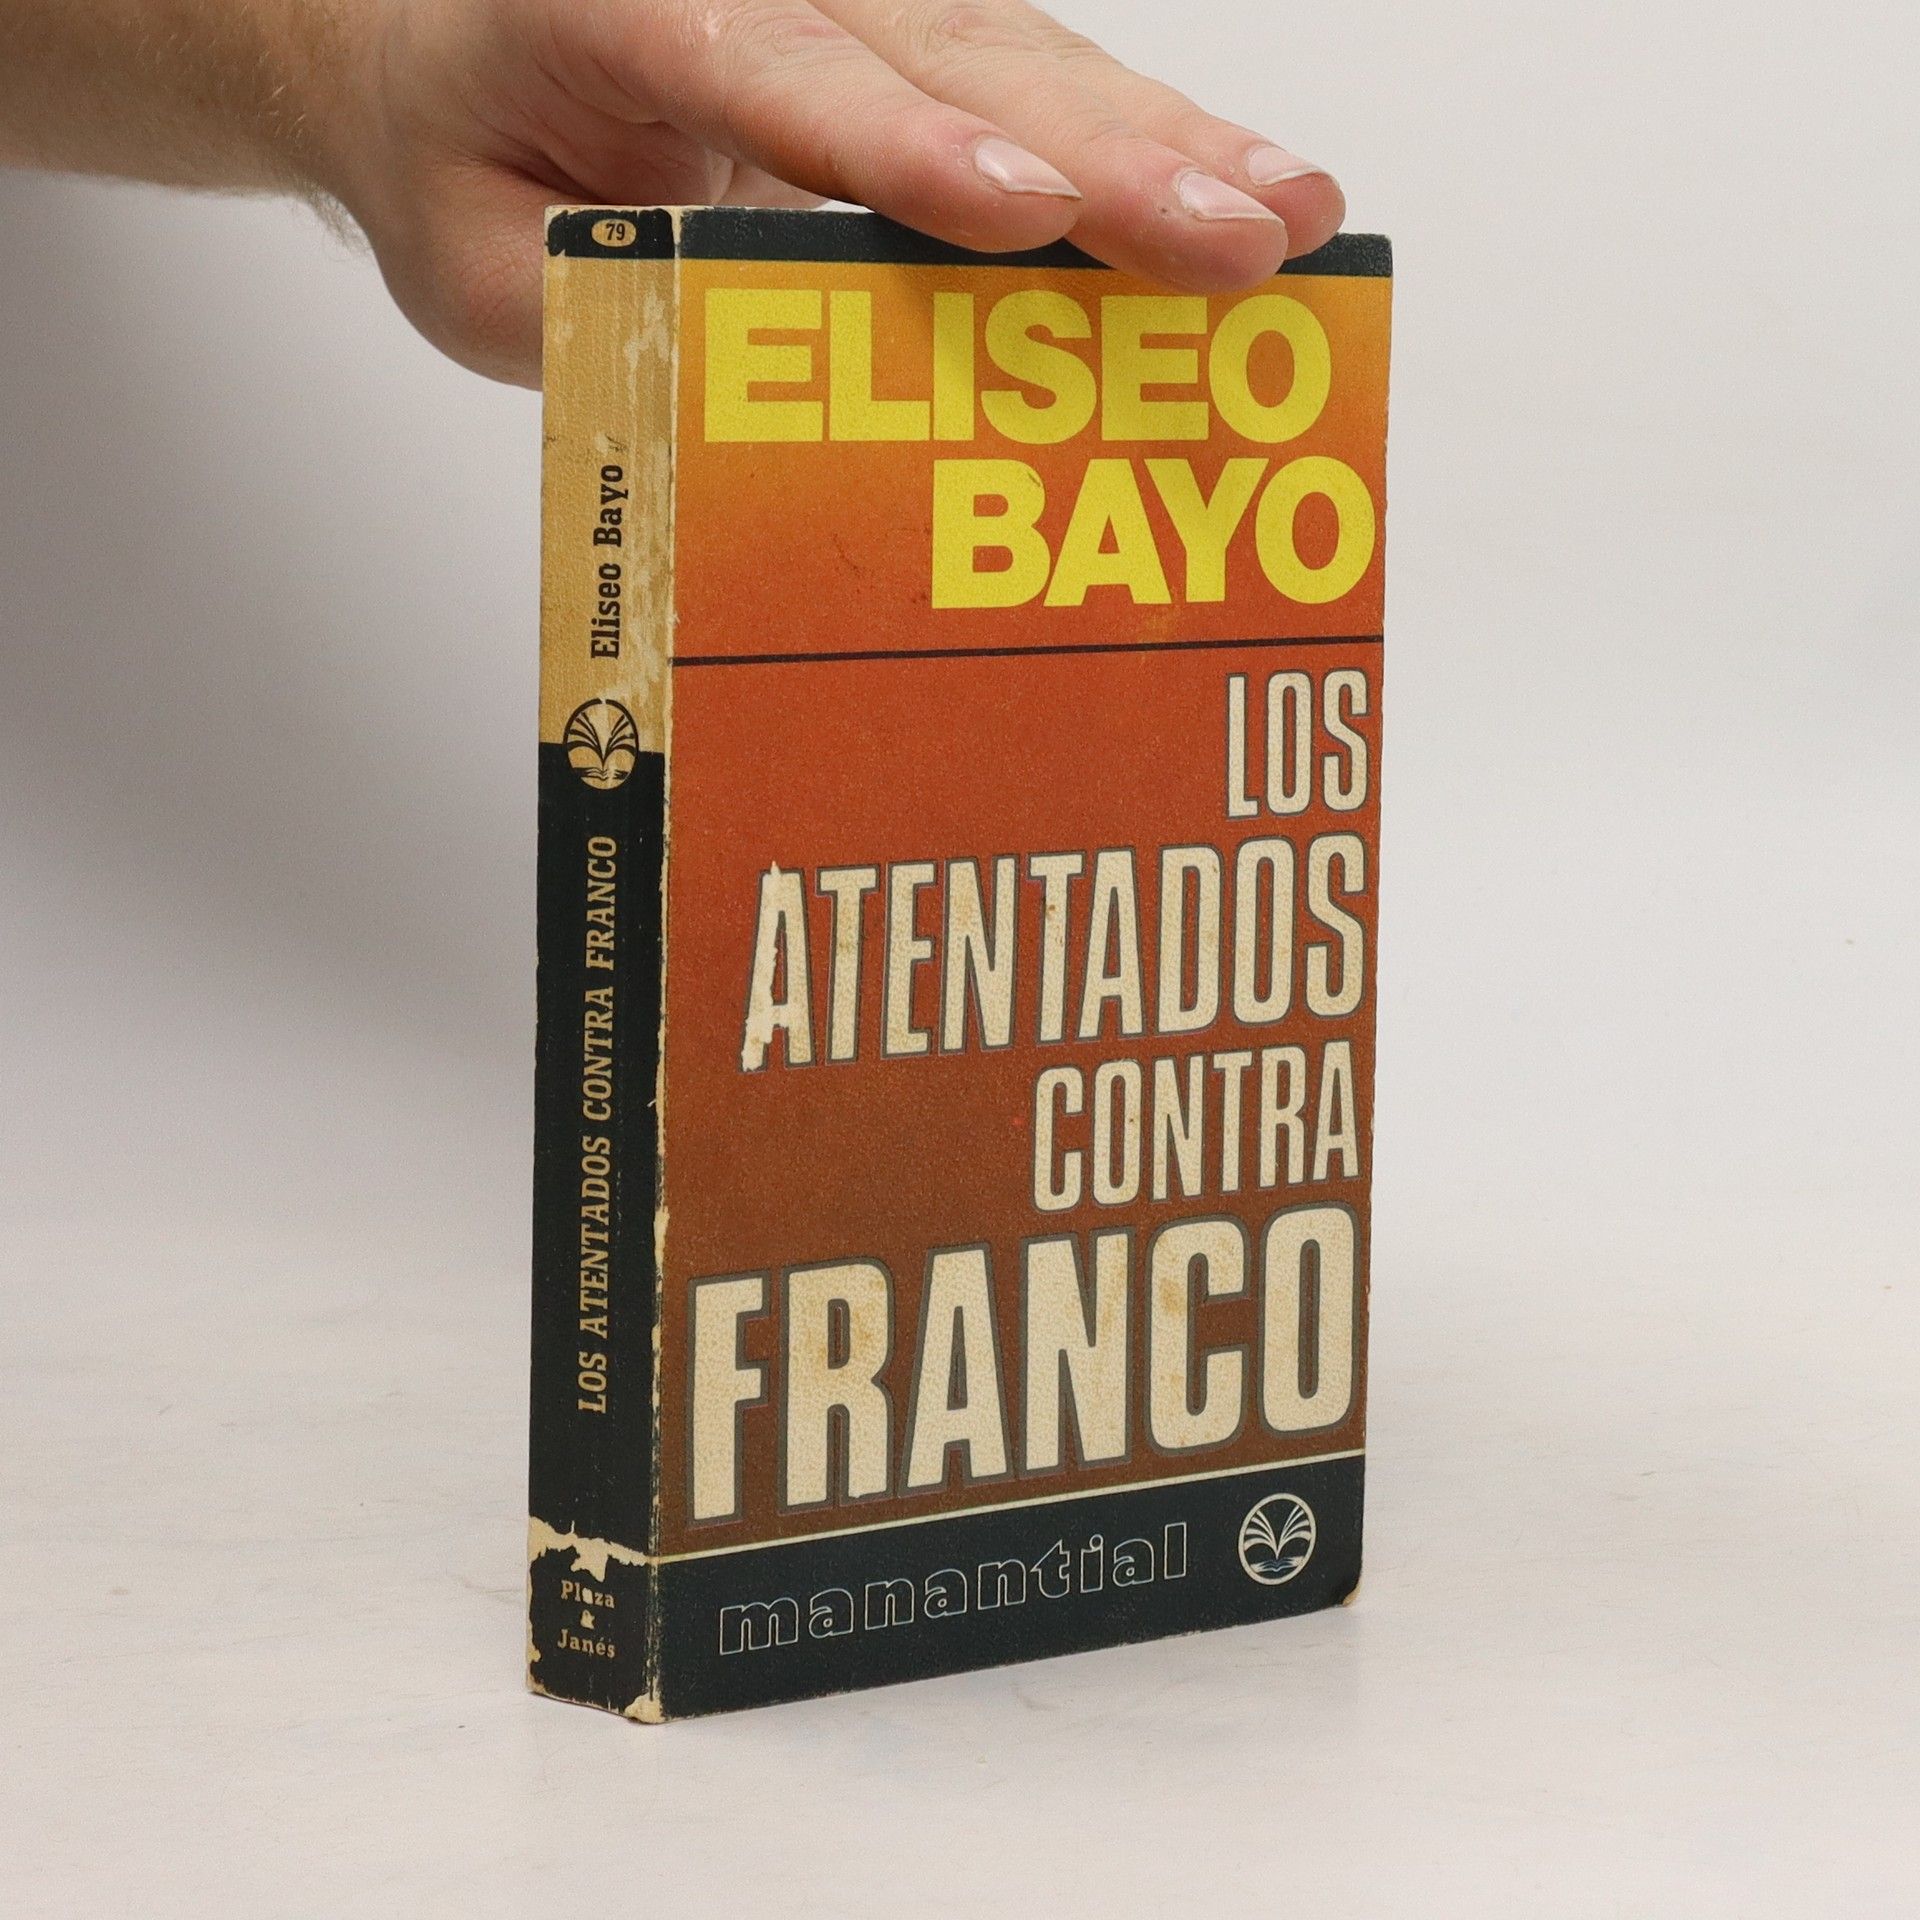 79
Eliseo Bayo
LOS ATENTADOS CONTRA FRANCO
Plaza
&
Janés
ELISEO
BAYO
LOS
ATENTADOS
CONTRA
FRANCO
manantial